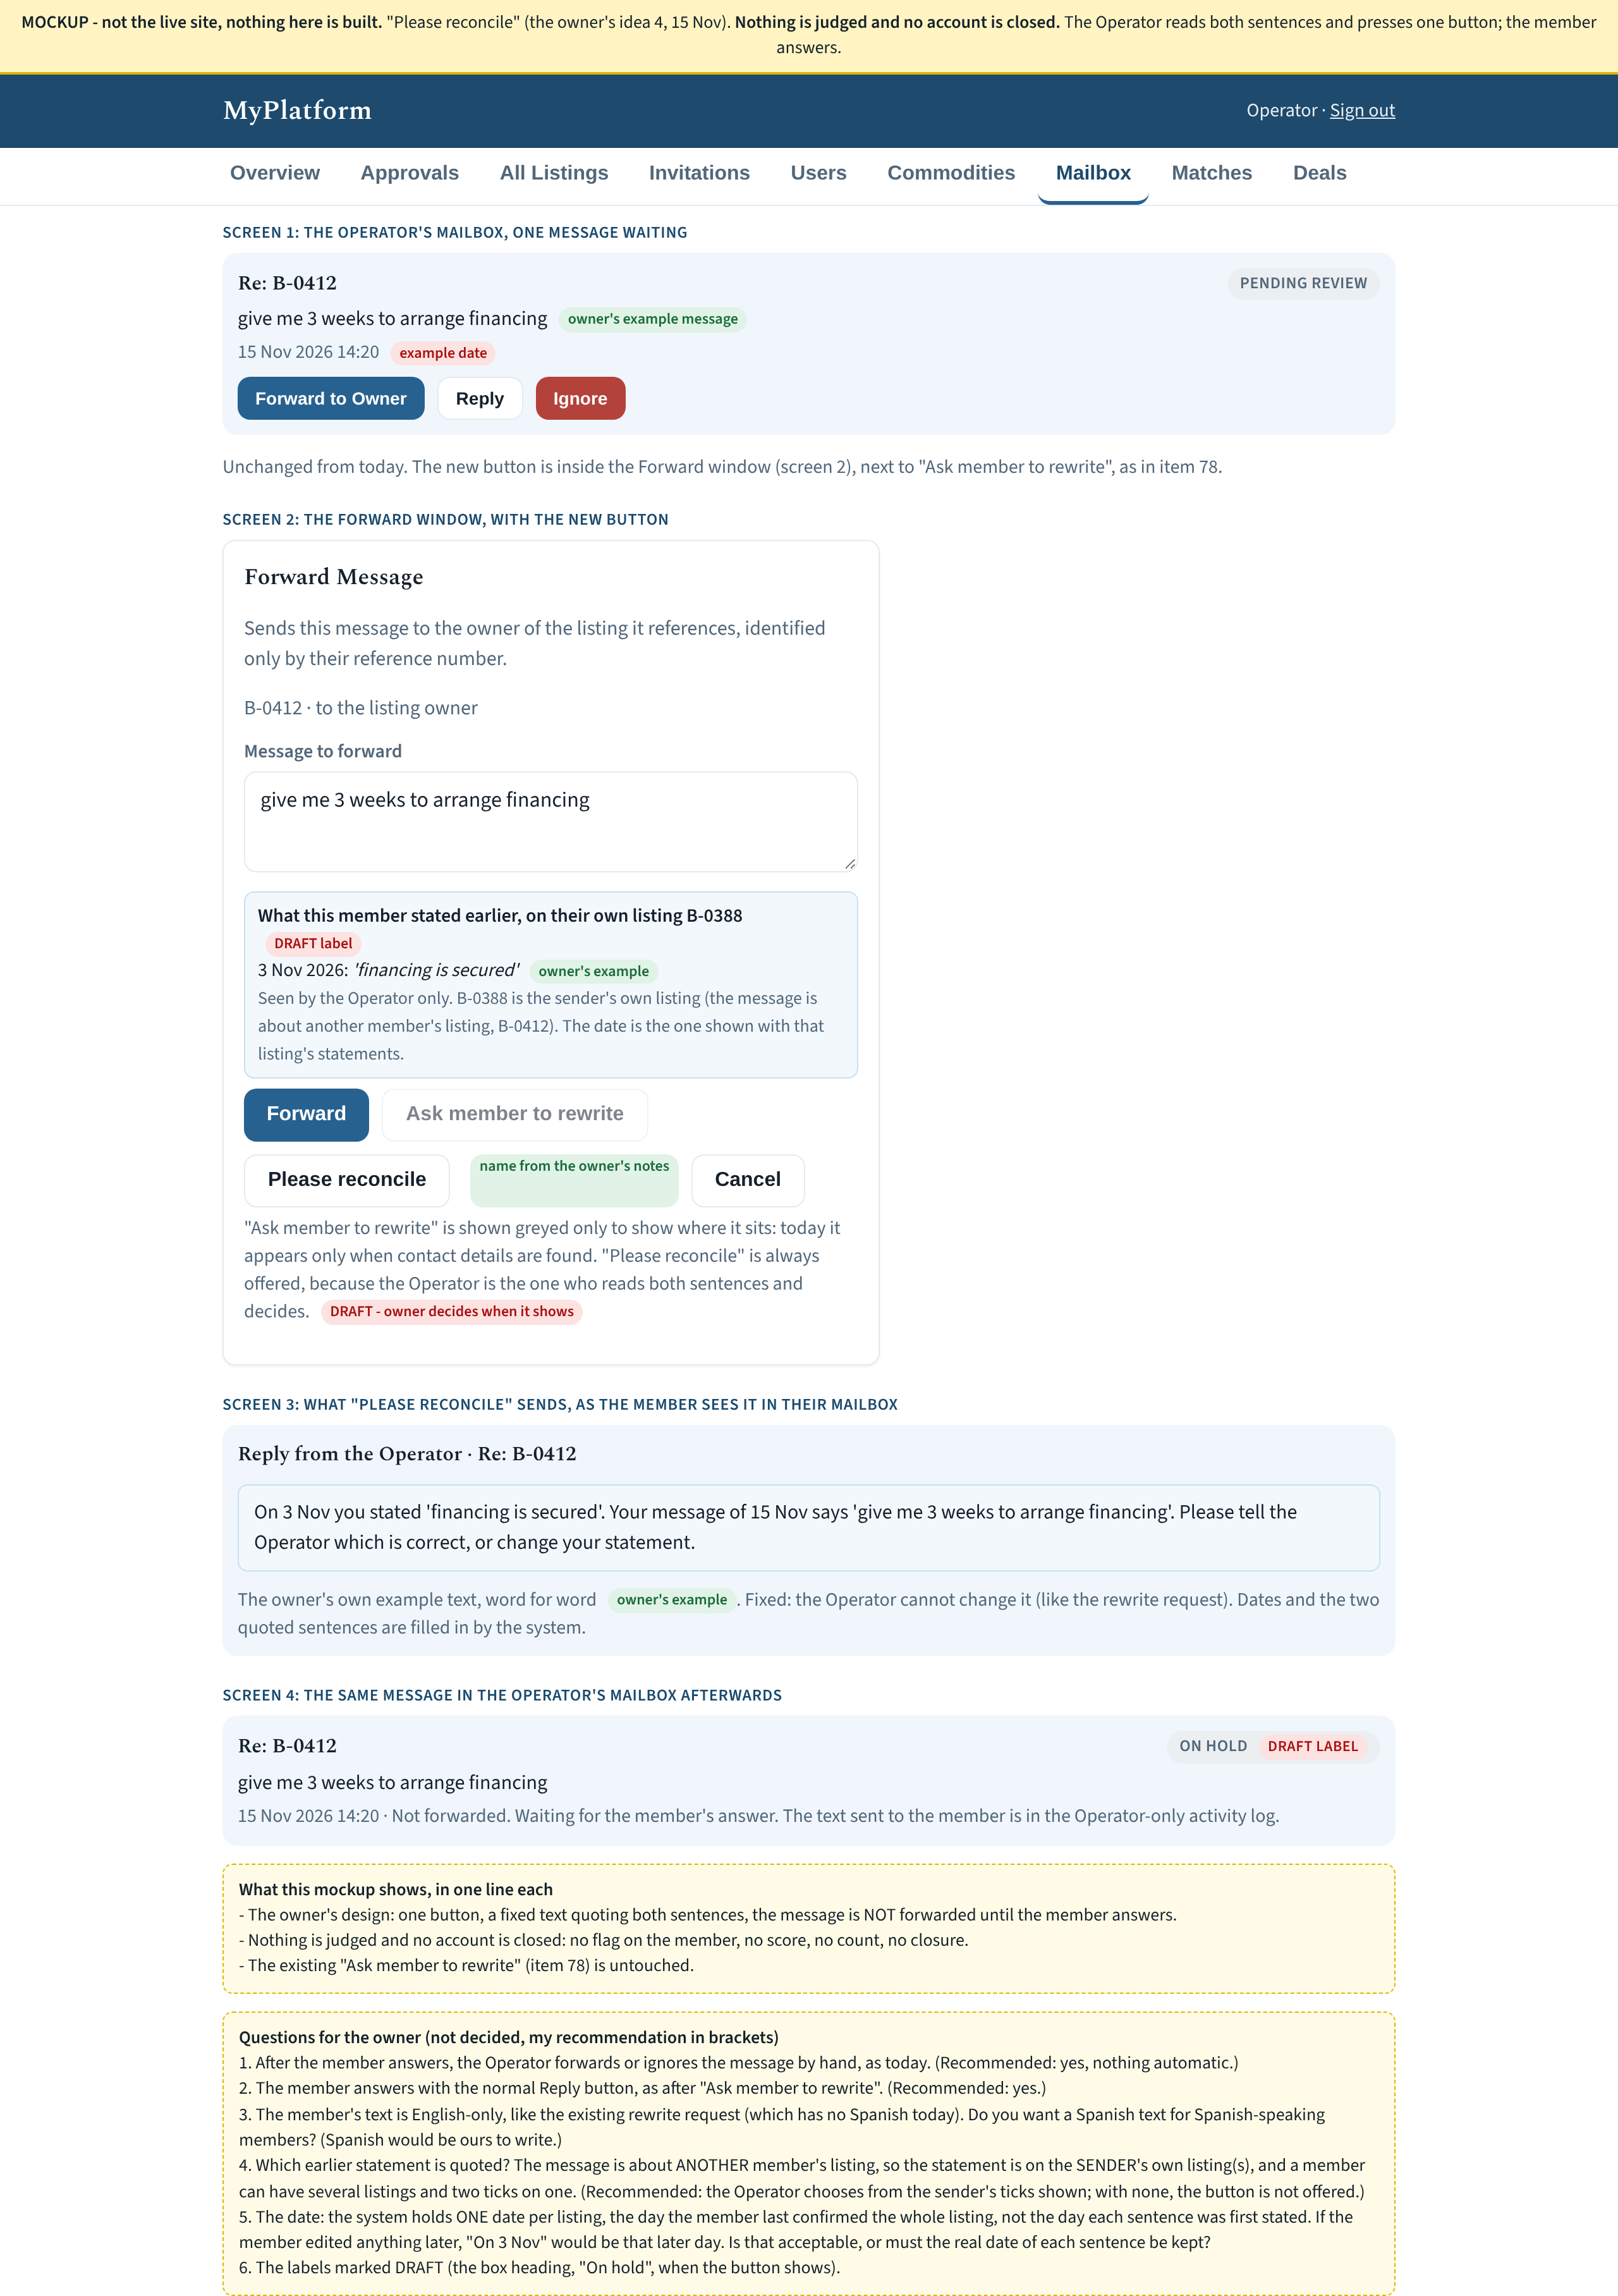 MOCKUP - not the live site, nothing here is built. "Please reconcile" (the owner's idea 4, 15 Nov). Nothing is judged and no account is closed. The Operator reads both sentences and presses one button; the member
answers.
MyPlatform
Operator · Sign out
Overview Approvals All Listings Invitations Users Commodities Mailbox Matches Deals
SCREEN 1: THE OPERATOR'S MAILBOX, ONE MESSAGE WAITING
Re: B-0412
PENDING REVIEW
give me 3 weeks to arrange financing owner's example message
15 Nov 2026 14:20 example date
Forward to Owner Reply Ignore
Unchanged from today. The new button is inside the Forward window (screen 2), next to "Ask member to rewrite", as in item 78.
SCREEN 2: THE FORWARD WINDOW, WITH THE NEW BUTTON
Forward Message
Sends this message to the owner of the listing it references, identified
only by their reference number.
B-0412 · to the listing owner
Message to forward
give me 3 weeks to arrange financing
What this member stated earlier, on their own listing B-0388
DRAFT label
3 Nov 2026: 'financing is secured' owner's example
Seen by the Operator only. B-0388 is the sender's own listing (the message is
about another member's listing, B-0412). The date is the one shown with that
listing's statements.
Forward Ask member to rewrite
Please reconcile name from the owner's notes Cancel
"Ask member to rewrite" is shown greyed only to show where it sits: today it
appears only when contact details are found. "Please reconcile" is always
offered, because the Operator is the one who reads both sentences and
decides. DRAFT - owner decides when it shows
SCREEN 3: WHAT "PLEASE RECONCILE" SENDS, AS THE MEMBER SEES IT IN THEIR MAILBOX
Reply from the Operator · Re: B-0412
On 3 Nov you stated 'financing is secured'. Your message of 15 Nov says 'give me 3 weeks to arrange financing'. Please tell the
Operator which is correct, or change your statement.
The owner's own example text, word for word owner's example. Fixed: the Operator cannot change it (like the rewrite request). Dates and the two
quoted sentences are filled in by the system.
SCREEN 4: THE SAME MESSAGE IN THE OPERATOR'S MAILBOX AFTERWARDS
Re: B-0412
ON HOLD DRAFT LABEL
give me 3 weeks to arrange financing
15 Nov 2026 14:20 · Not forwarded. Waiting for the member's answer. The text sent to the member is in the Operator-only activity log.
What this mockup shows, in one line each
- The owner's design: one button, a fixed text quoting both sentences, the message is NOT forwarded until the member answers.
- Nothing is judged and no account is closed: no flag on the member, no score, no count, no closure.
- The existing "Ask member to rewrite" (item 78) is untouched.
Questions for the owner (not decided, my recommendation in brackets)
1. After the member answers, the Operator forwards or ignores the message by hand, as today. (Recommended: yes, nothing automatic.)
2. The member answers with the normal Reply button, as after "Ask member to rewrite". (Recommended: yes.)
3. The member's text is English-only, like the existing rewrite request (which has no Spanish today). Do you want a Spanish text for Spanish-speaking
members? (Spanish would be ours to write.)
4. Which earlier statement is quoted? The message is about ANOTHER member's listing, so the statement is on the SENDER's own listing(s), and a member
can have several listings and two ticks on one. (Recommended: the Operator chooses from the sender's ticks shown; with none, the button is not offered.)
5. The date: the system holds ONE date per listing, the day the member last confirmed the whole listing, not the day each sentence was first stated. If the
member edited anything later, "On 3 Nov" would be that later day. Is that acceptable, or must the real date of each sentence be kept?
6. The labels marked DRAFT (the box heading, "On hold", when the button shows).